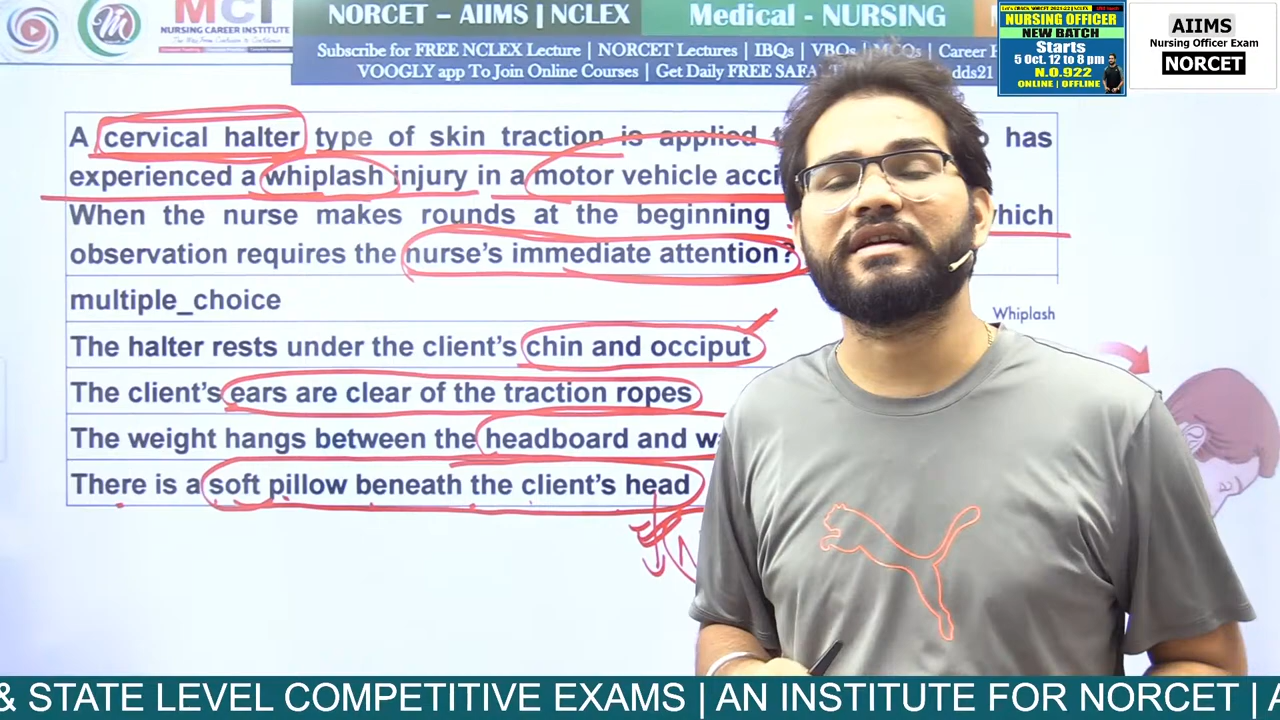 MCI
NURSING CAREER INSTITUTE
NORCET – AIIMS | NCLEX
Medical - NURSING
Subscribe for FREE NCLEX Lecture | NORCET Lectures | IBQs | VBQs | MCQs | Career
VOOGLY app To Join Online Courses | Get Daily FREE
NURSING OFFICER
NEW BATCH
Starts
5 Oct. 12 to 8 pm
N.O.922
ONLINE | OFFLINE
AIIMS
Nursing Officer Exam
NORCET
A cervical halter type of skin traction is applied has
experienced a whiplash injury in a motor vehicle
When the nurse makes rounds at the beginning which
observation requires the nurse's immediate attention?
multiple_choice
The halter rests under the client's chin and occiput
The client's ears are clear of the traction ropes
The weight hangs between the headboard and
There is a soft pillow beneath the client's head
Whiplash
& STATE LEVEL COMPETITIVE EXAMS | AN INSTITUTE FOR NORCET |